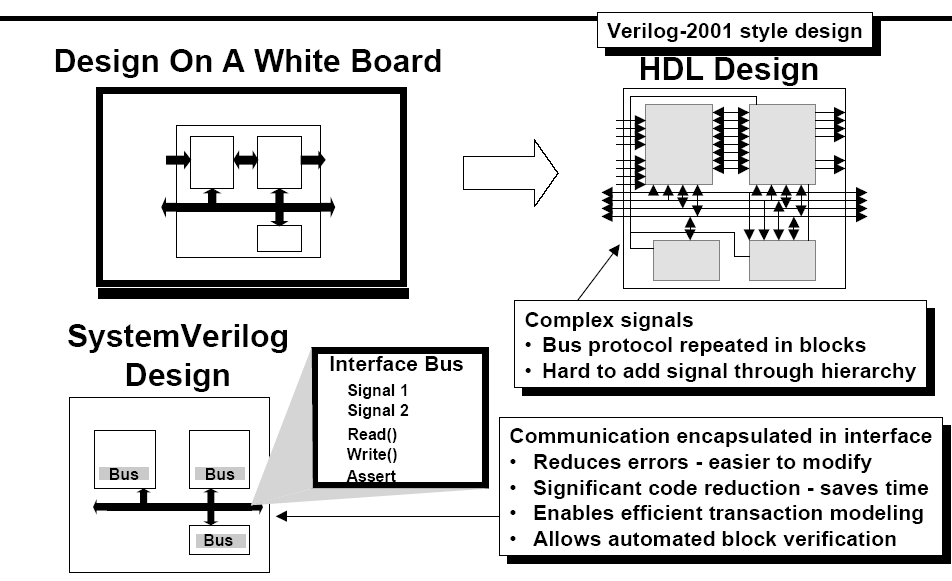 Verilog-2001 style design
Design On A White Board
HDL Design
Complex signals
• Bus protocol repeated in blocks
• Hard to add signal through hierarchy
SystemVerilog
Design
Interface Bus
Signal 1
Signal 2
Read()
Write()
Assert
Bus
Bus
Bus
Communication encapsulated in interface
• Reduces errors - easier to modify
• Significant code reduction - saves time
• Enables efficient transaction modeling
• Allows automated block verification